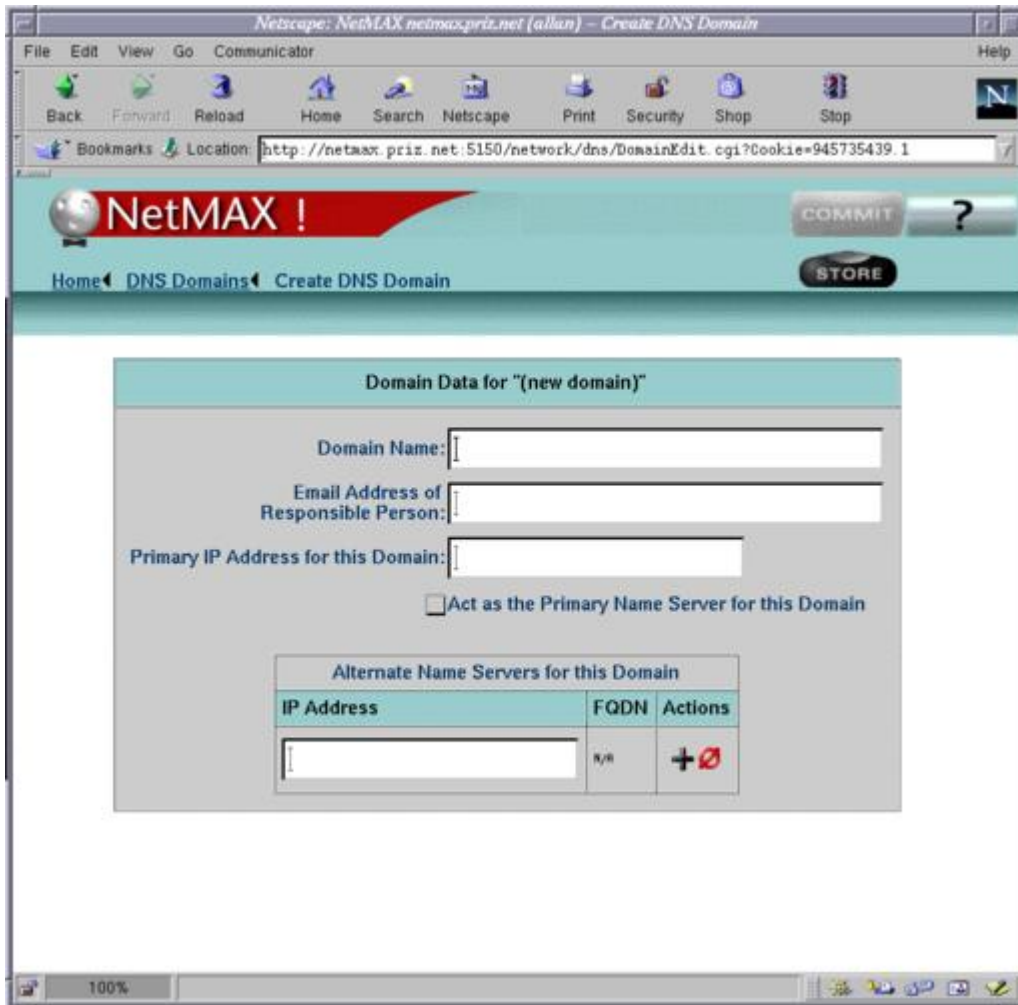 Netscape: NetMAX netmax.priz.net (allan) – Create DNS Domain
File Edit View Go Communicator Help
Back Forward Reload Home Search Netscape Print Security Shop Stop
N
Bookmarks Location: http://netmax.priz.net:5150/network/dns/DomainEdit.cgi?Cookie=945735439.1
NetMAX !
COMMIT ?
STORE
Home DNS Domains Create DNS Domain
Domain Data for "(new domain)"
Domain Name:
Email Address of
Responsible Person:
Primary IP Address for this Domain:
Act as the Primary Name Server for this Domain
Alternate Name Servers for this Domain
IP Address FQDN Actions
N/A
100%